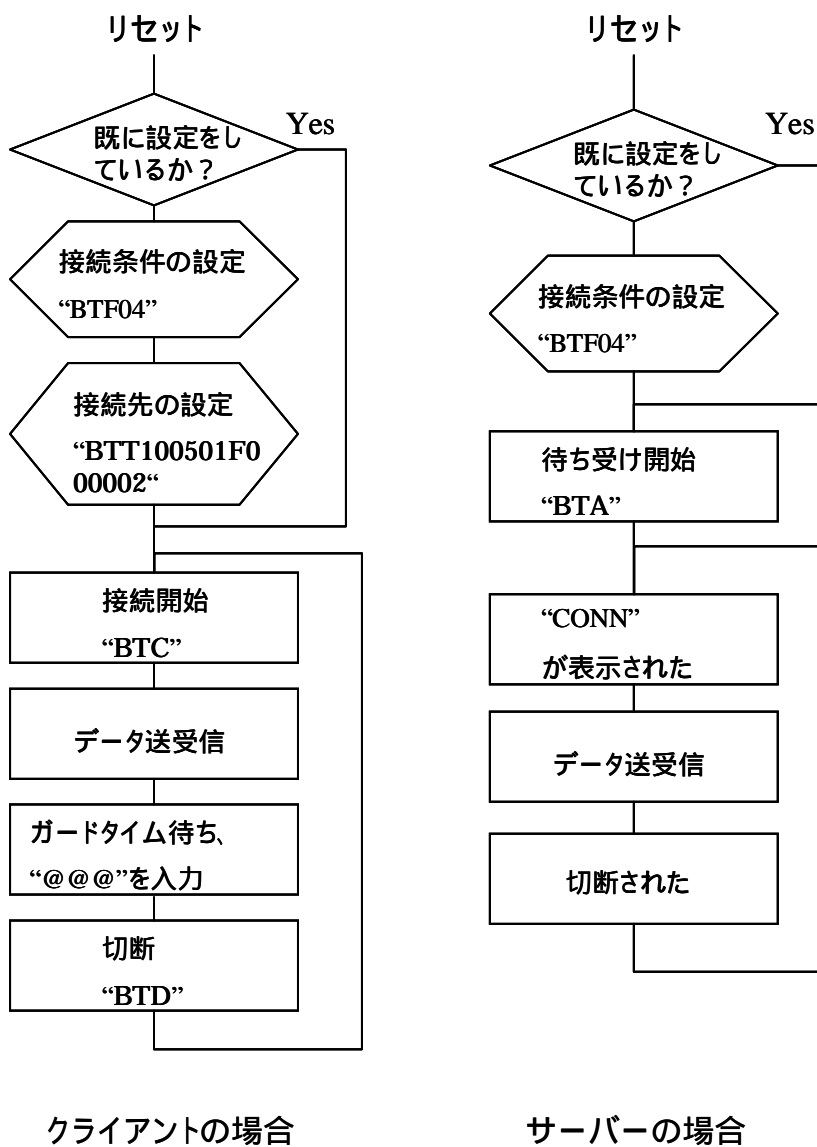 リセット
既に設定をし
ているか？
Yes
接続条件の設定
“BTF04”
接続先の設定
“BTT100501F0
00002“
接続開始
“BTC”
データ送受信
ガードタイム待ち、
“@@@”を入力
切断
“BTD”
クライアントの場合
リセット
既に設定をし
ているか？
Yes
接続条件の設定
“BTF04”
待ち受け開始
“BTA”
“CONN”
が表示された
データ送受信
切断された
サーバーの場合